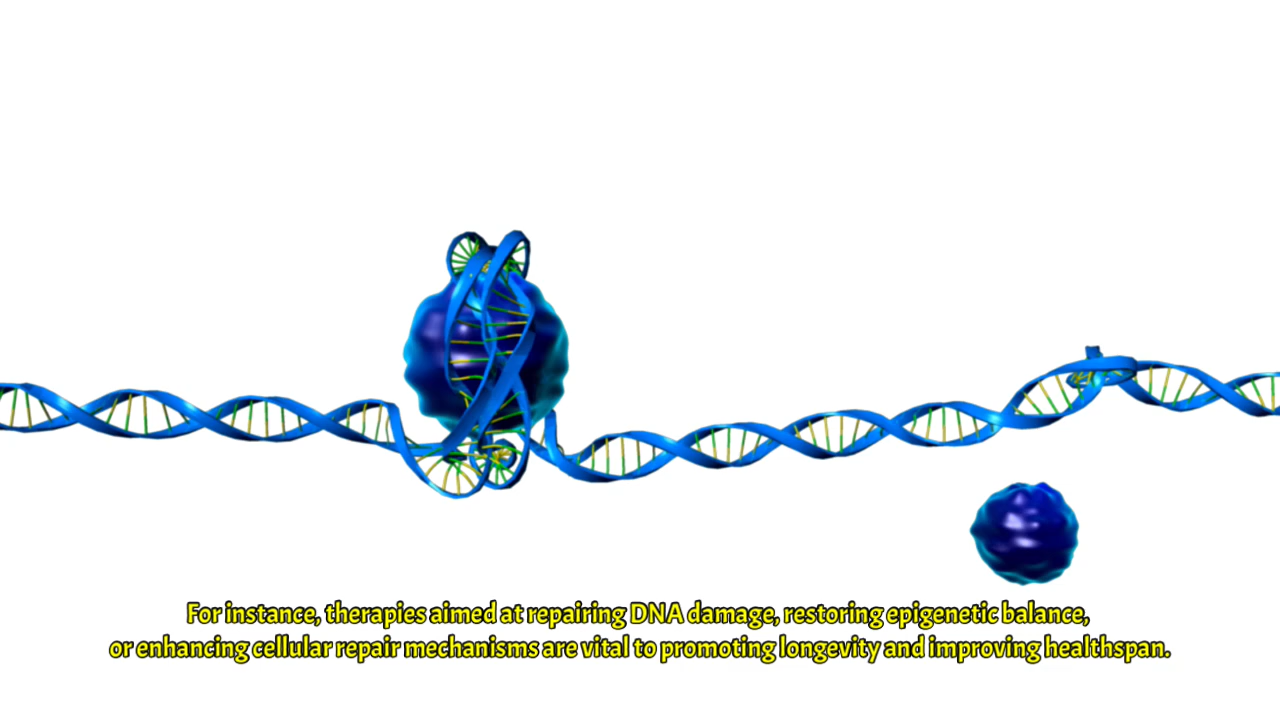 For instance, therapies aimed at repairing DNA damage, restoring epigenetic balance,
or enhancing cellular repair mechanisms are vital to promoting longevity and improving healthspan.